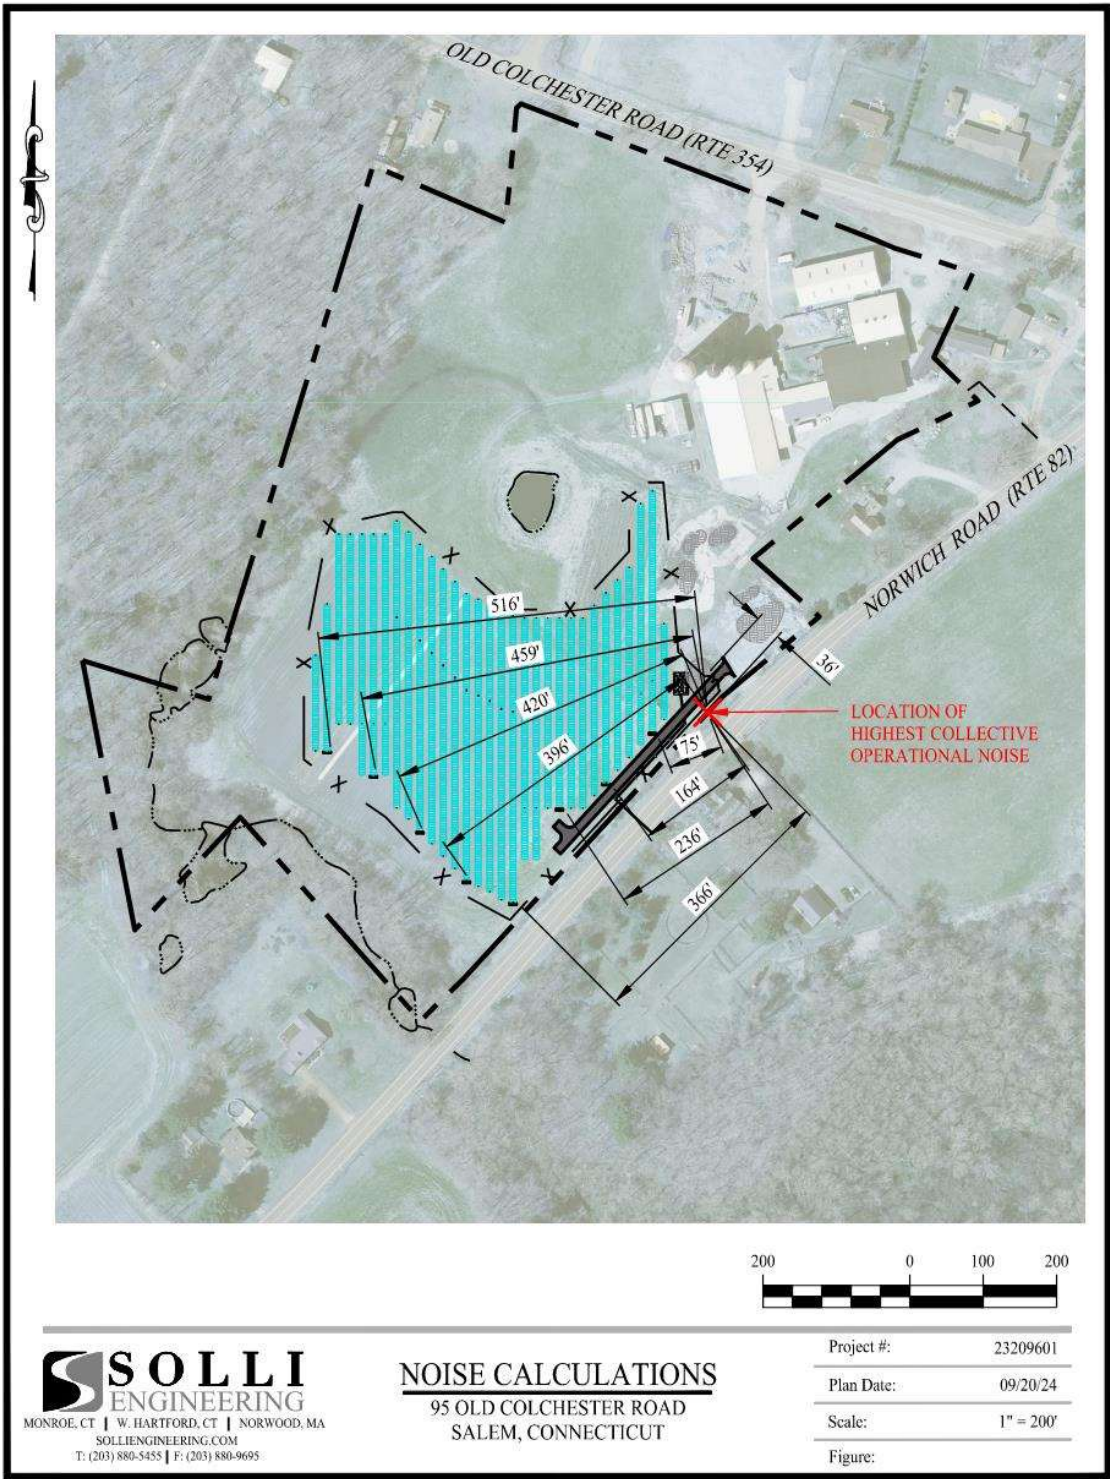 OLD COLCHESTER ROAD (RTE 354)
NORWICH ROAD (RTE 82)
516'
459'
420'
396'
36'
75'
164'
236'
366'
LOCATION OF
HIGHEST COLLECTIVE
OPERATIONAL NOISE
200 0 100 200
SOLLI
ENGINEERING
MONROE, CT | W. HARTFORD, CT | NORWOOD, MA
SOLLIENGINEERING.COM
T: (203) 880-5455 | F: (203) 880-9695
NOISE CALCULATIONS
95 OLD COLCHESTER ROAD
SALEM, CONNECTICUT
Project #: 23209601
Plan Date: 09/20/24
Scale: 1" = 200'
Figure: